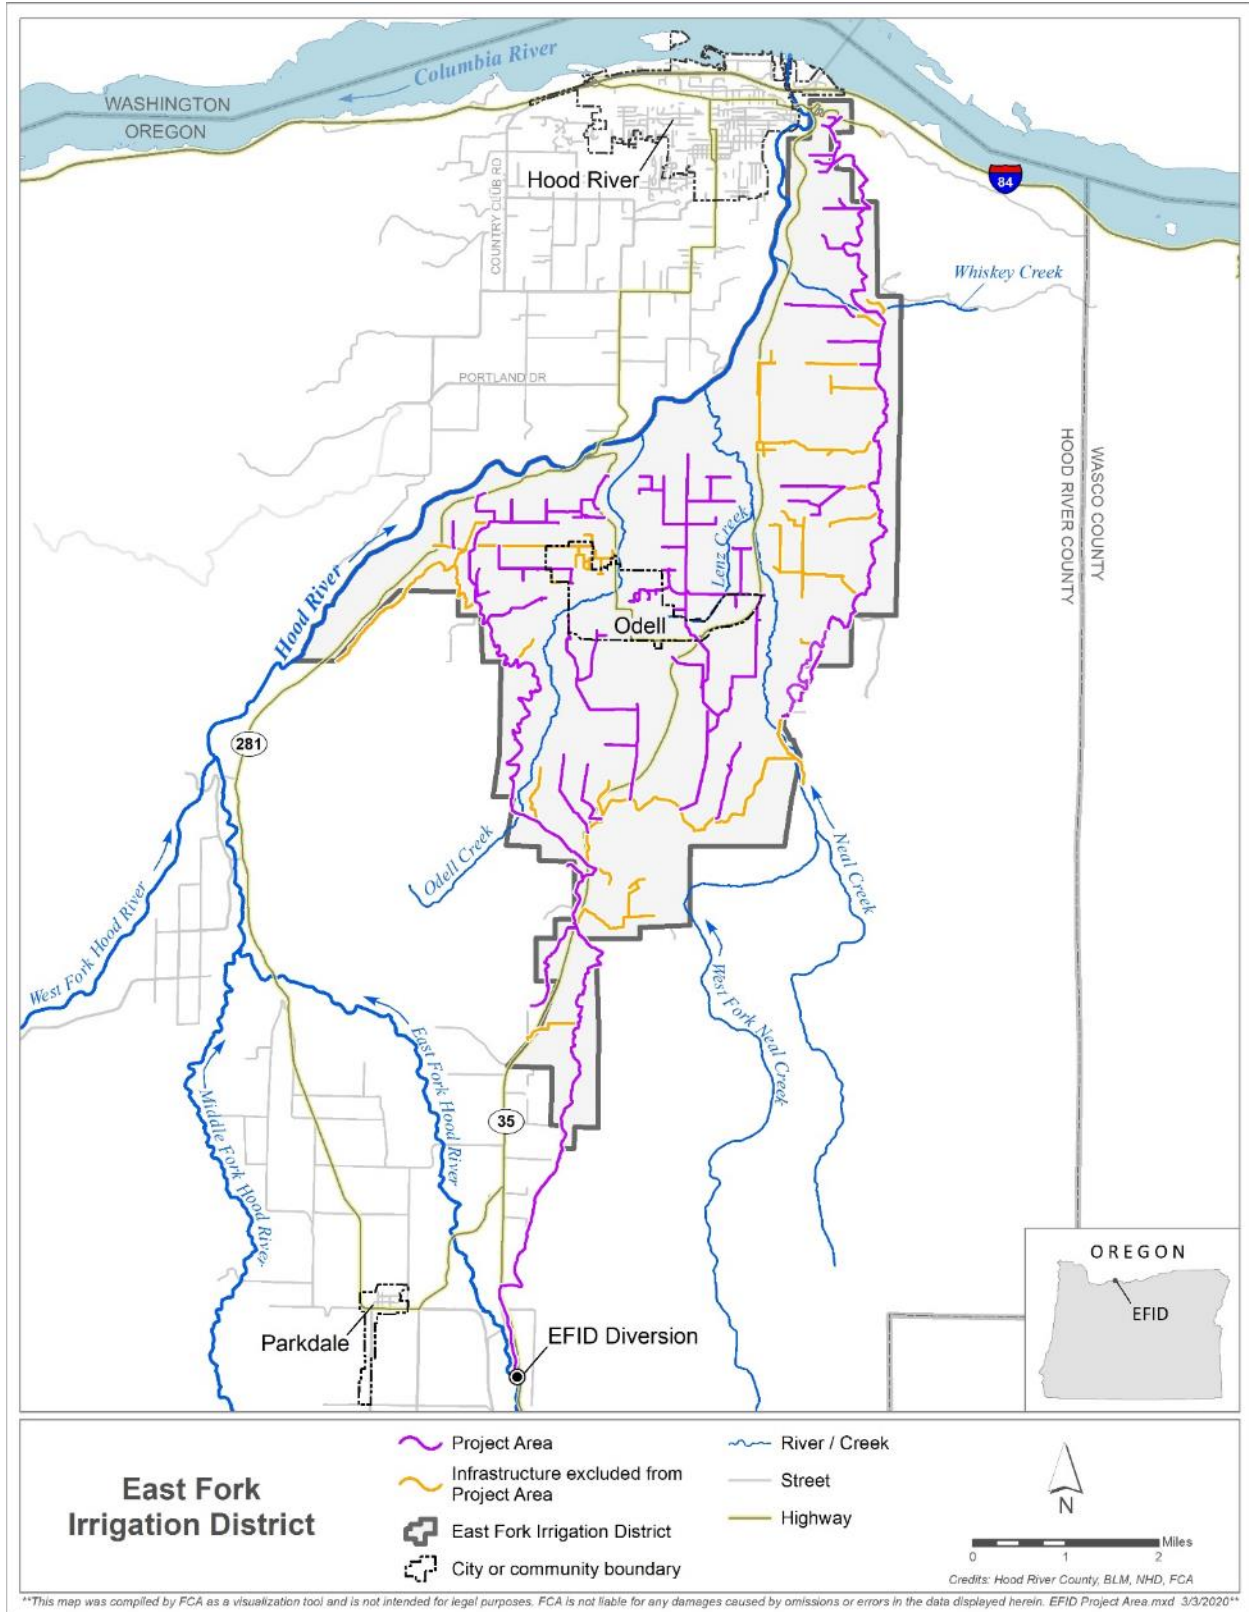 Columbia River
WASHINGTON
OREGON
Hood River
84
COUNTRY CLUB RD
Whiskey Creek
PORTLAND DR
WASCO COUNTY
HOOD RIVER COUNTY
Lenz Creek
Hood River
Odell
281
Odell Creek
Neal Creek
West Fork Hood River
West Fork Neal Creek
East Fork Hood River
Middle Fork Hood River
35
OREGON
EFID
Parkdale
EFID Diversion
East Fork
Irrigation District
Project Area
Infrastructure excluded from
Project Area
East Fork Irrigation District
City or community boundary
River / Creek
Street
Highway
N
Miles
0 1 2
Credits: Hood River County, BLM, NHD, FCA
**This map was compiled by FCA as a visualization tool and is not intended for legal purposes. FCA is not liable for any damages caused by omissions or errors in the data displayed herein. EFID Project Area.mxd 3/3/2020**